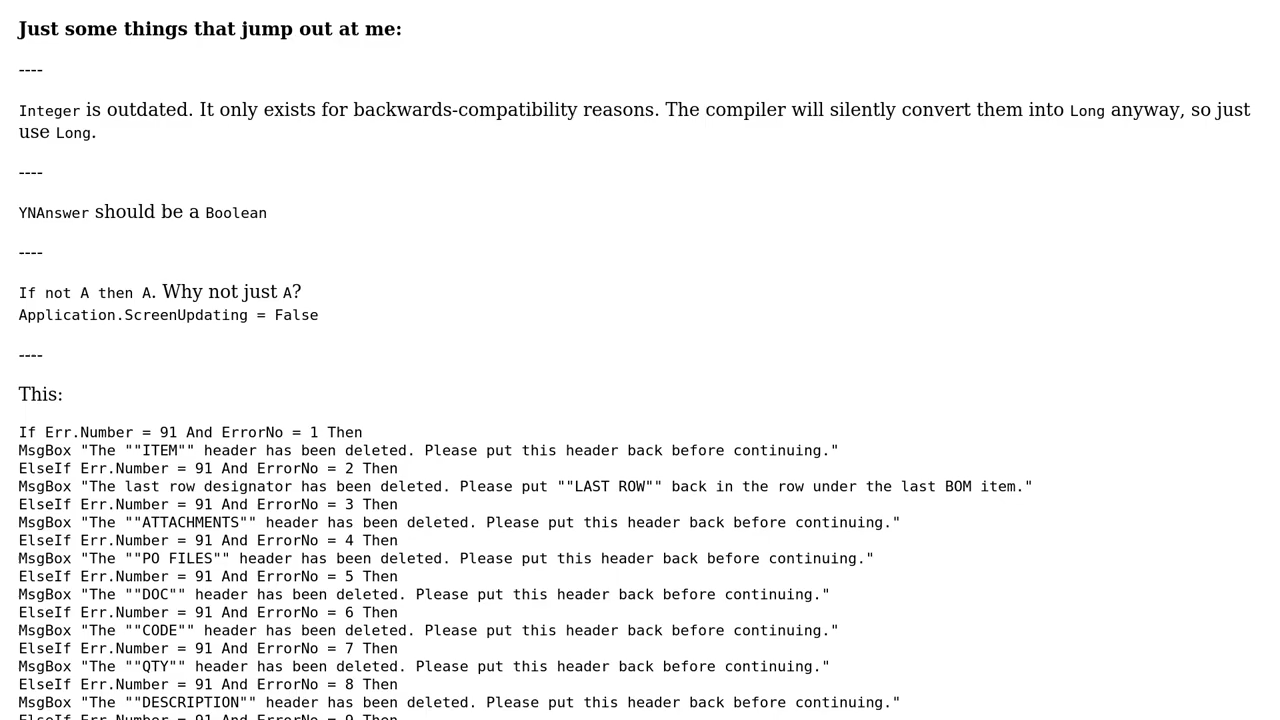 Just some things that jump out at me:
----
Integer is outdated. It only exists for backwards-compatibility reasons. The compiler will silently convert them into Long anyway, so just
use Long.
----
YNAnswer should be a Boolean
----
If not A then A. Why not just A?
Application.ScreenUpdating = False
----
This:
If Err.Number = 91 And ErrorNo = 1 Then
MsgBox "The ""ITEM"" header has been deleted. Please put this header back before continuing."
ElseIf Err.Number = 91 And ErrorNo = 2 Then
MsgBox "The last row designator has been deleted. Please put ""LAST ROW"" back in the row under the last BOM item."
ElseIf Err.Number = 91 And ErrorNo = 3 Then
MsgBox "The ""ATTACHMENTS"" header has been deleted. Please put this header back before continuing."
ElseIf Err.Number = 91 And ErrorNo = 4 Then
MsgBox "The ""PO FILES"" header has been deleted. Please put this header back before continuing."
ElseIf Err.Number = 91 And ErrorNo = 5 Then
MsgBox "The ""DOC"" header has been deleted. Please put this header back before continuing."
ElseIf Err.Number = 91 And ErrorNo = 6 Then
MsgBox "The ""CODE"" header has been deleted. Please put this header back before continuing."
ElseIf Err.Number = 91 And ErrorNo = 7 Then
MsgBox "The ""QTY"" header has been deleted. Please put this header back before continuing."
ElseIf Err.Number = 91 And ErrorNo = 8 Then
MsgBox "The ""DESCRIPTION"" header has been deleted. Please put this header back before continuing."
ElseIf Err.Number = 91 And ErrorNo = 9 Then